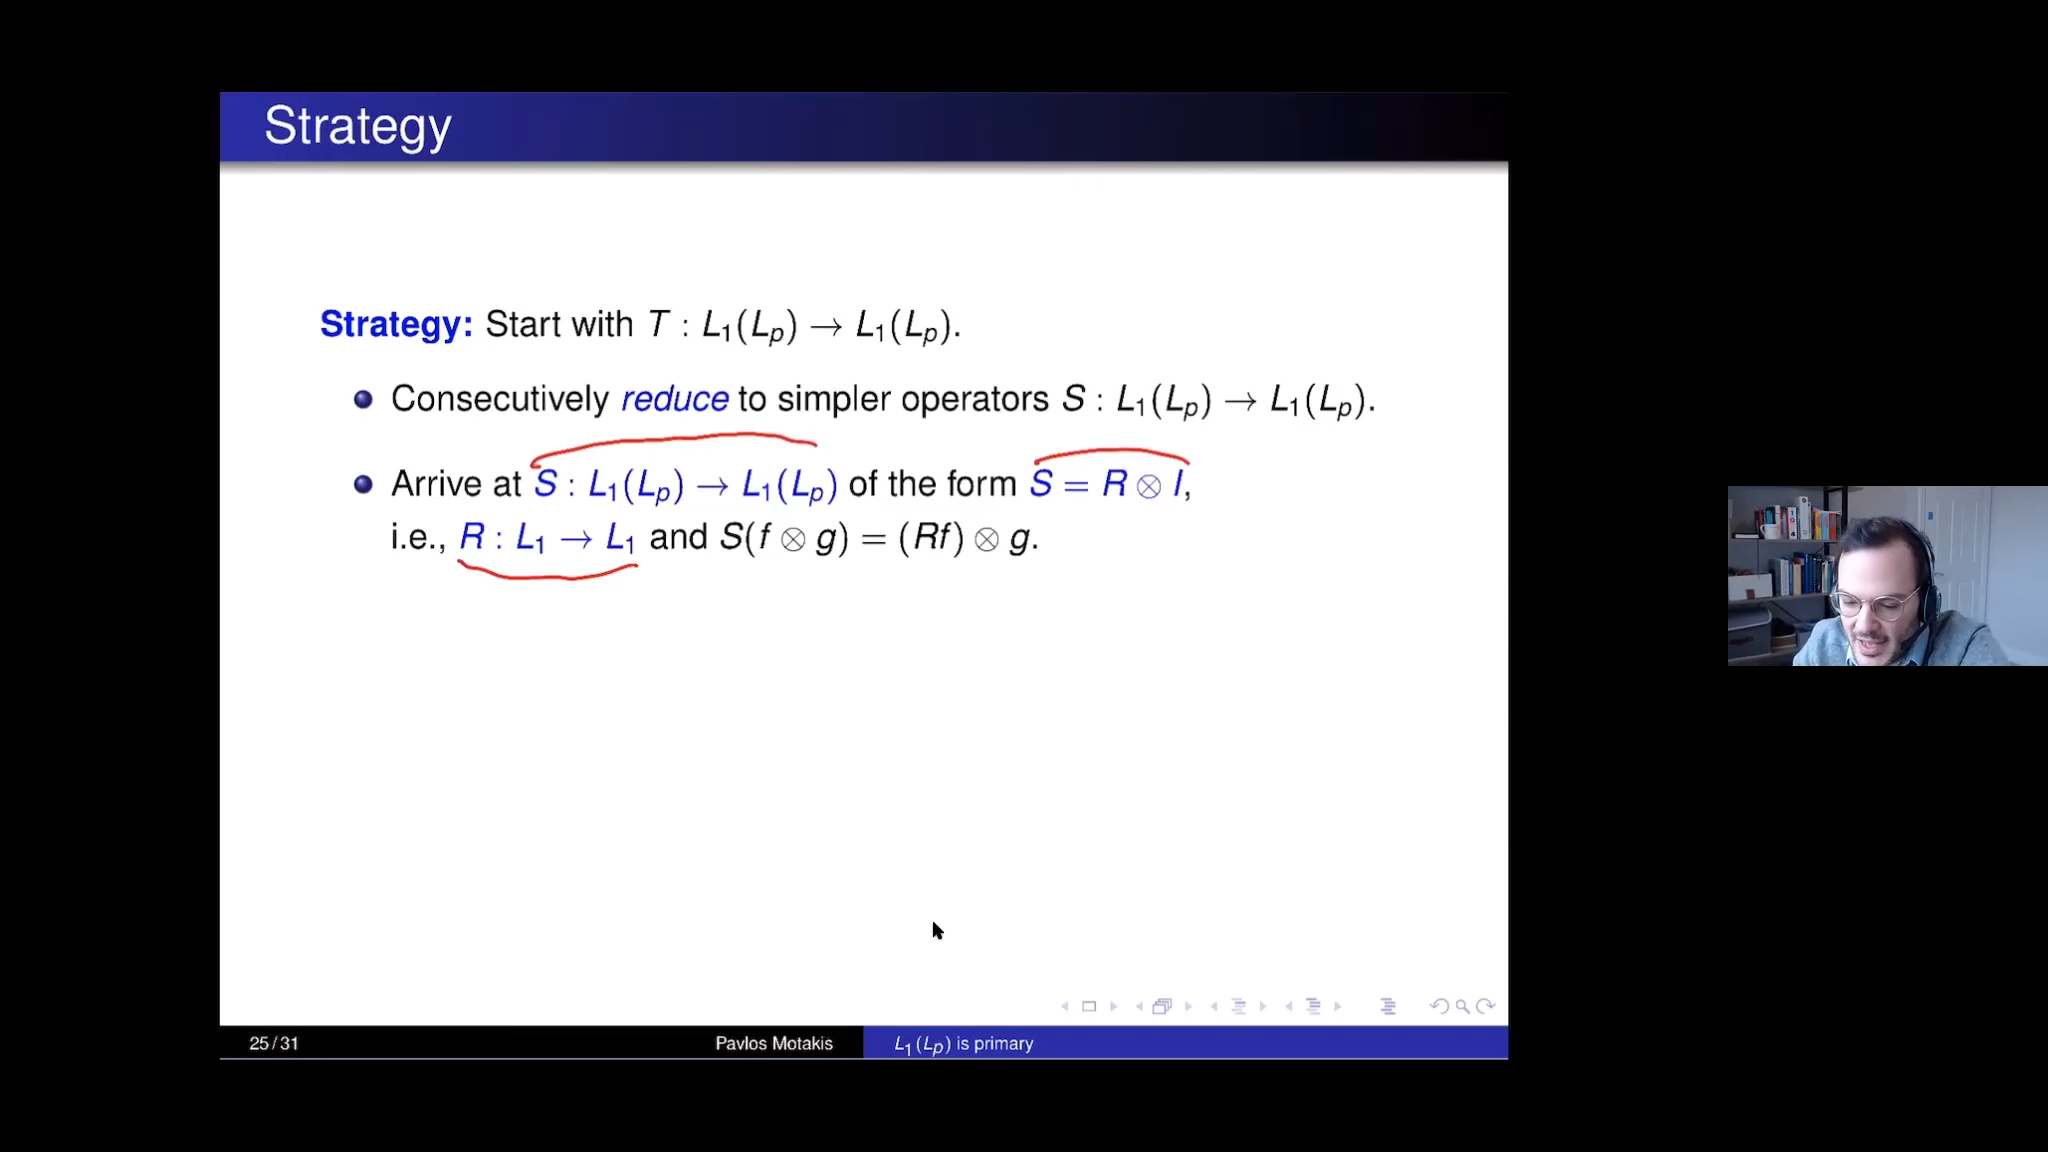 Strategy
Strategy: Start with T : L₁(Lₚ) → L₁(Lₚ).
Consecutively reduce to simpler operators S : L₁(Lₚ) → L₁(Lₚ).
Arrive at S : L₁(Lₚ) → L₁(Lₚ) of the form S = R ⊗ I,
i.e., R : L₁ → L₁ and S(f ⊗ g) = (Rf) ⊗ g.
25 / 31 Pavlos Motakis L₁(Lₚ) is primary